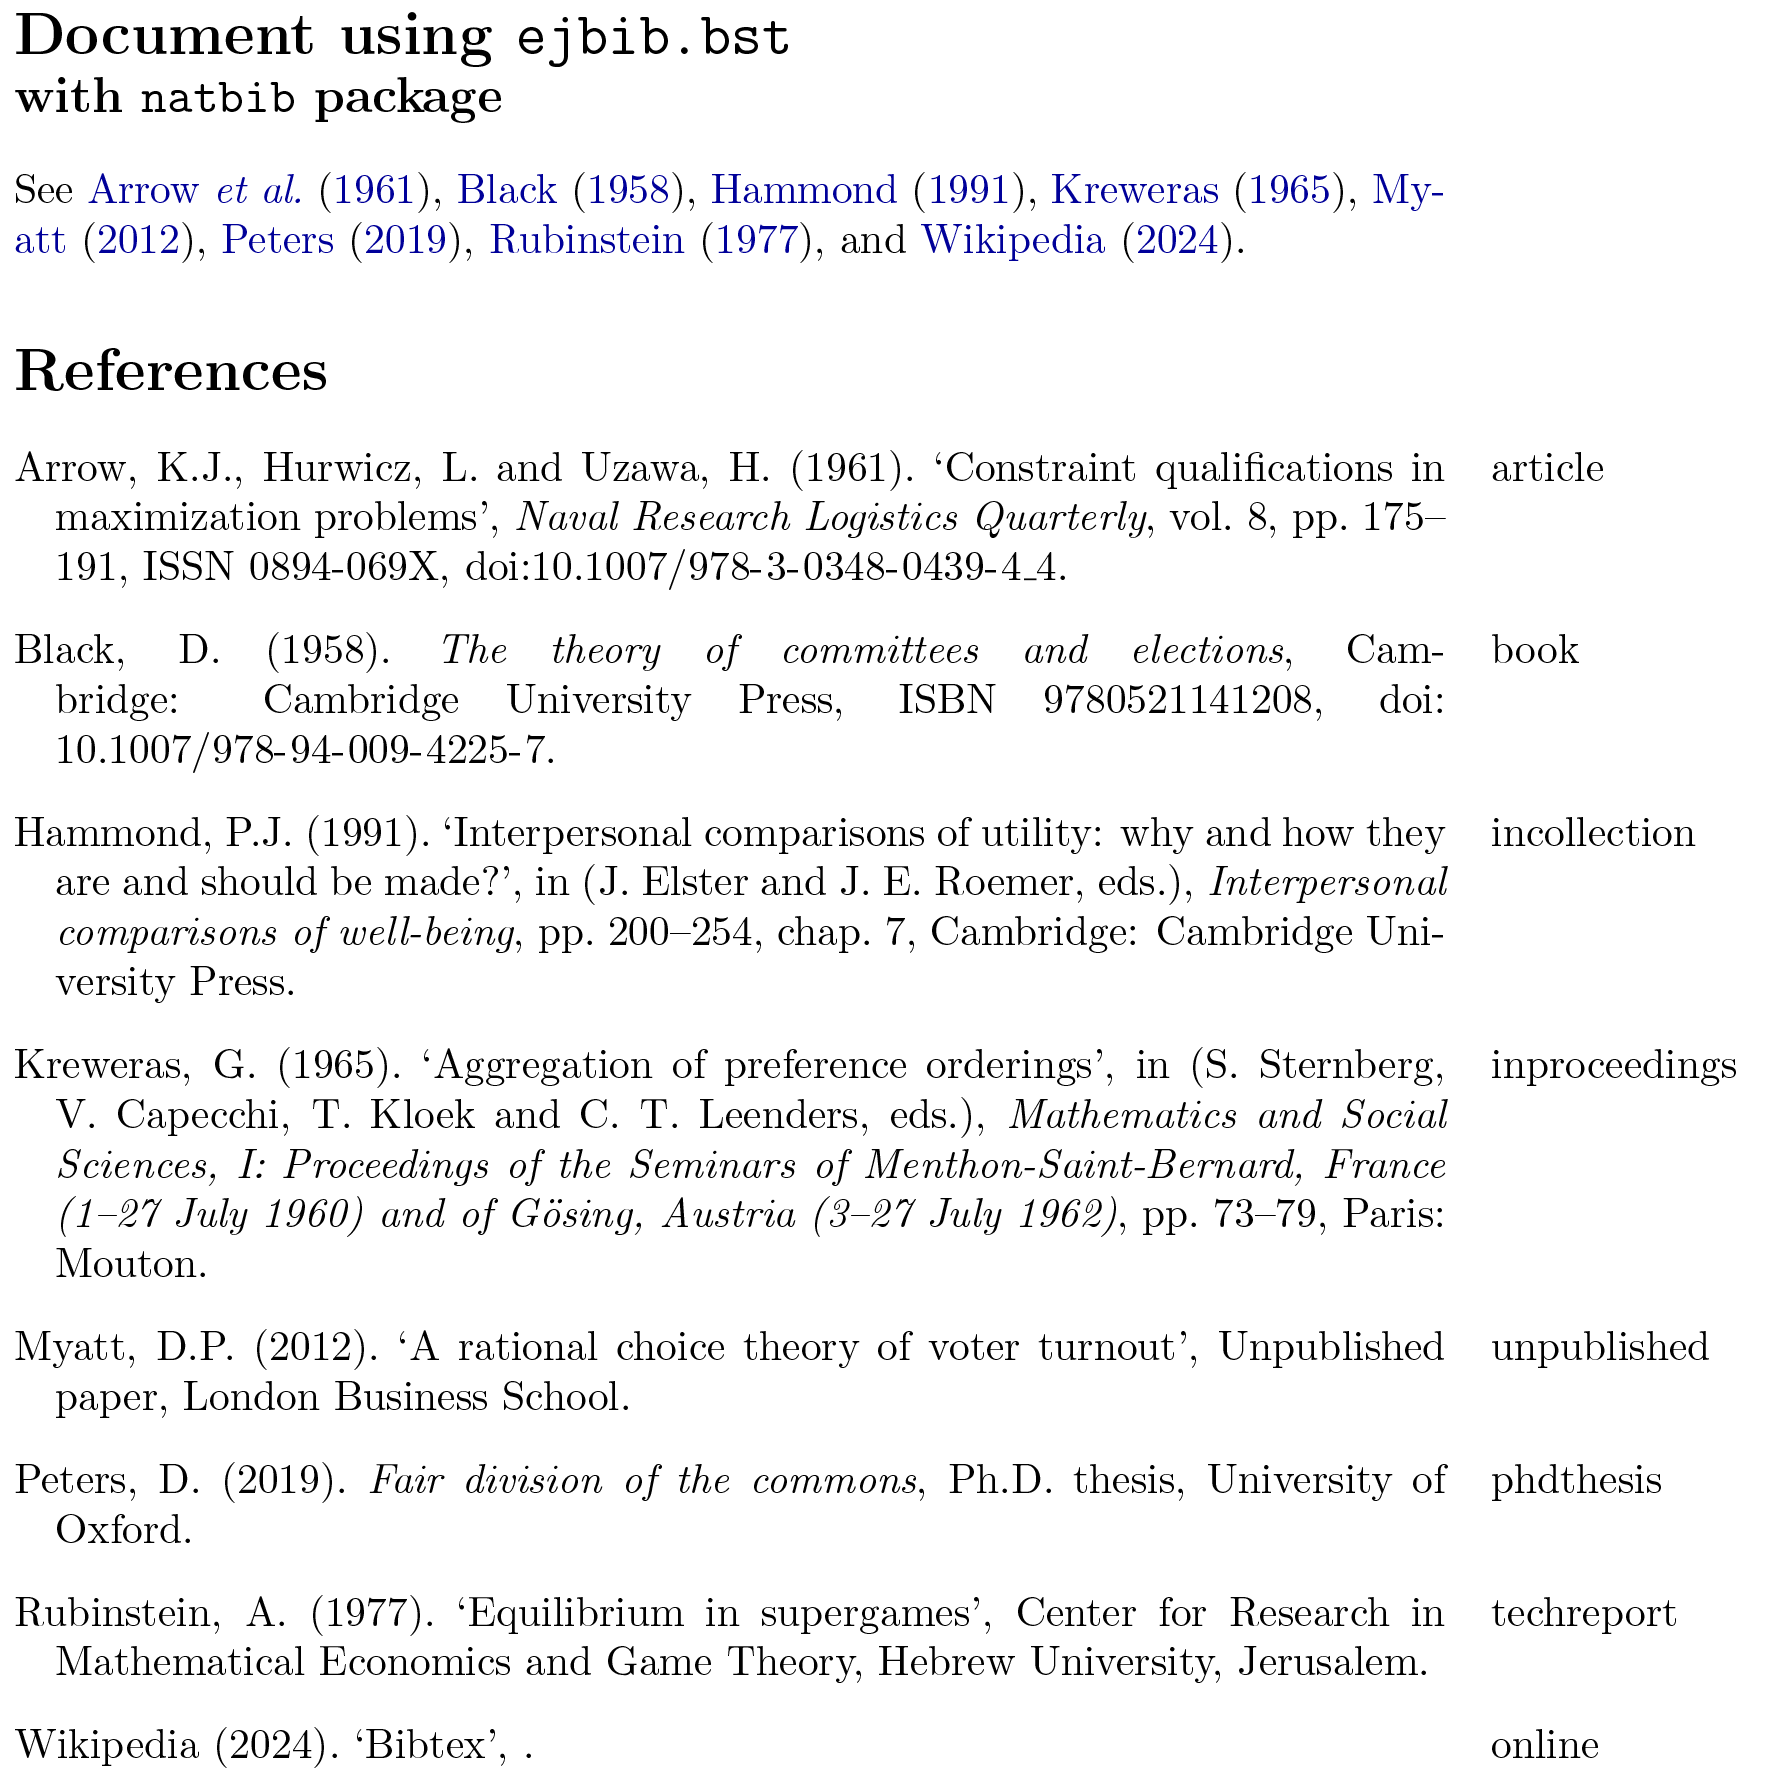 Document using ejbib.bst
with natbib package
See Arrow et al. (1961), Black (1958), Hammond (1991), Kreweras (1965), My-
att (2012), Peters (2019), Rubinstein (1977), and Wikipedia (2024).
References
Arrow, K.J., Hurwicz, L. and Uzawa, H. (1961). ‘Constraint qualifications in article
maximization problems’, Naval Research Logistics Quarterly, vol. 8, pp. 175–
191, ISSN 0894-069X, doi:10.1007/978-3-0348-0439-4_4.
Black, D. (1958). The theory of committees and elections, Cam- book
bridge: Cambridge University Press, ISBN 9780521141208, doi:
10.1007/978-94-009-4225-7.
Hammond, P.J. (1991). ‘Interpersonal comparisons of utility: why and how they incollection
are and should be made?’, in (J. Elster and J. E. Roemer, eds.), Interpersonal
comparisons of well-being, pp. 200–254, chap. 7, Cambridge: Cambridge Uni-
versity Press.
Kreweras, G. (1965). ‘Aggregation of preference orderings’, in (S. Sternberg, inproceedings
V. Capecchi, T. Kloek and C. T. Leenders, eds.), Mathematics and Social
Sciences, I: Proceedings of the Seminars of Menthon-Saint-Bernard, France
(1–27 July 1960) and of Gösing, Austria (3–27 July 1962), pp. 73–79, Paris:
Mouton.
Myatt, D.P. (2012). ‘A rational choice theory of voter turnout’, Unpublished unpublished
paper, London Business School.
Peters, D. (2019). Fair division of the commons, Ph.D. thesis, University of phdthesis
Oxford.
Rubinstein, A. (1977). ‘Equilibrium in supergames’, Center for Research in techreport
Mathematical Economics and Game Theory, Hebrew University, Jerusalem.
Wikipedia (2024). ‘Bibtex’, . online